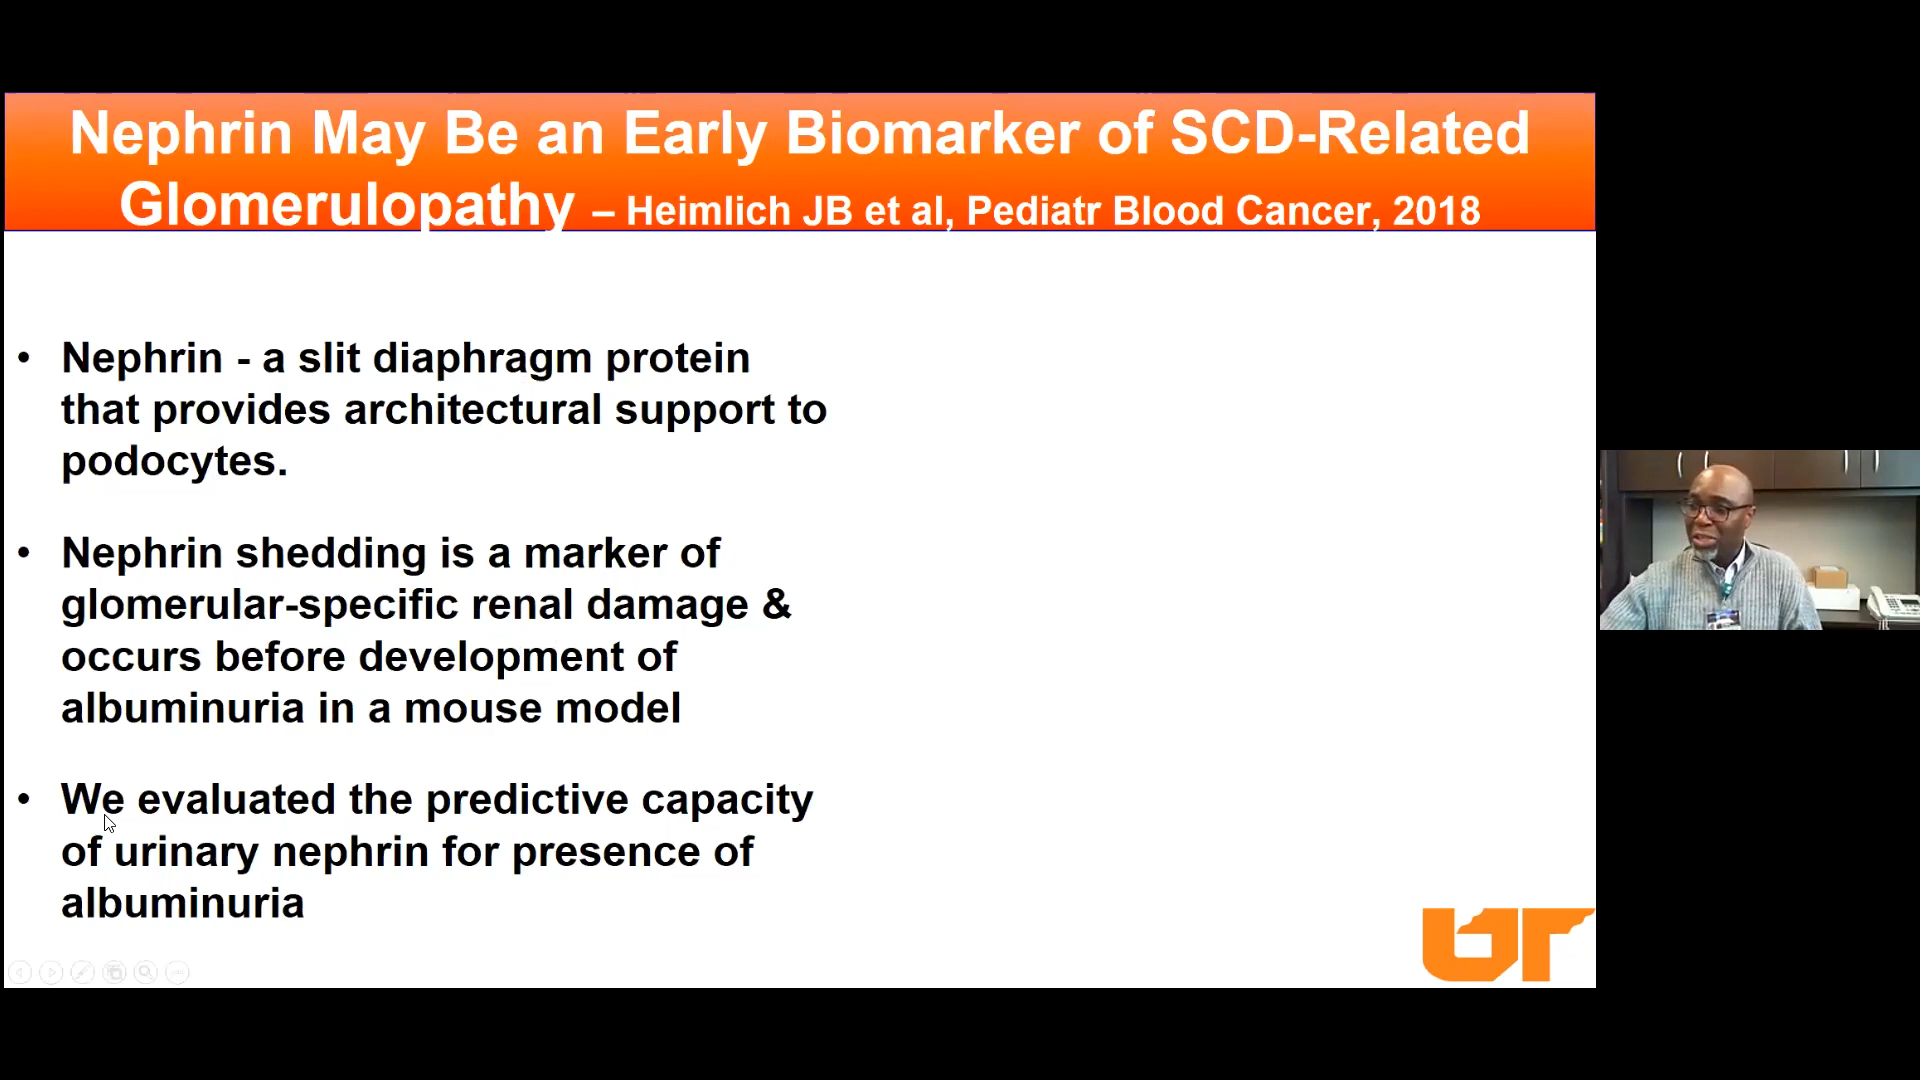 Nephrin May Be an Early Biomarker of SCD-Related
Glomerulopathy – Heimlich JB et al, Pediatr Blood Cancer, 2018
• Nephrin - a slit diaphragm protein
that provides architectural support to
podocytes.
• Nephrin shedding is a marker of
glomerular-specific renal damage &
occurs before development of
albuminuria in a mouse model
• We evaluated the predictive capacity
of urinary nephrin for presence of
albuminuria
UT